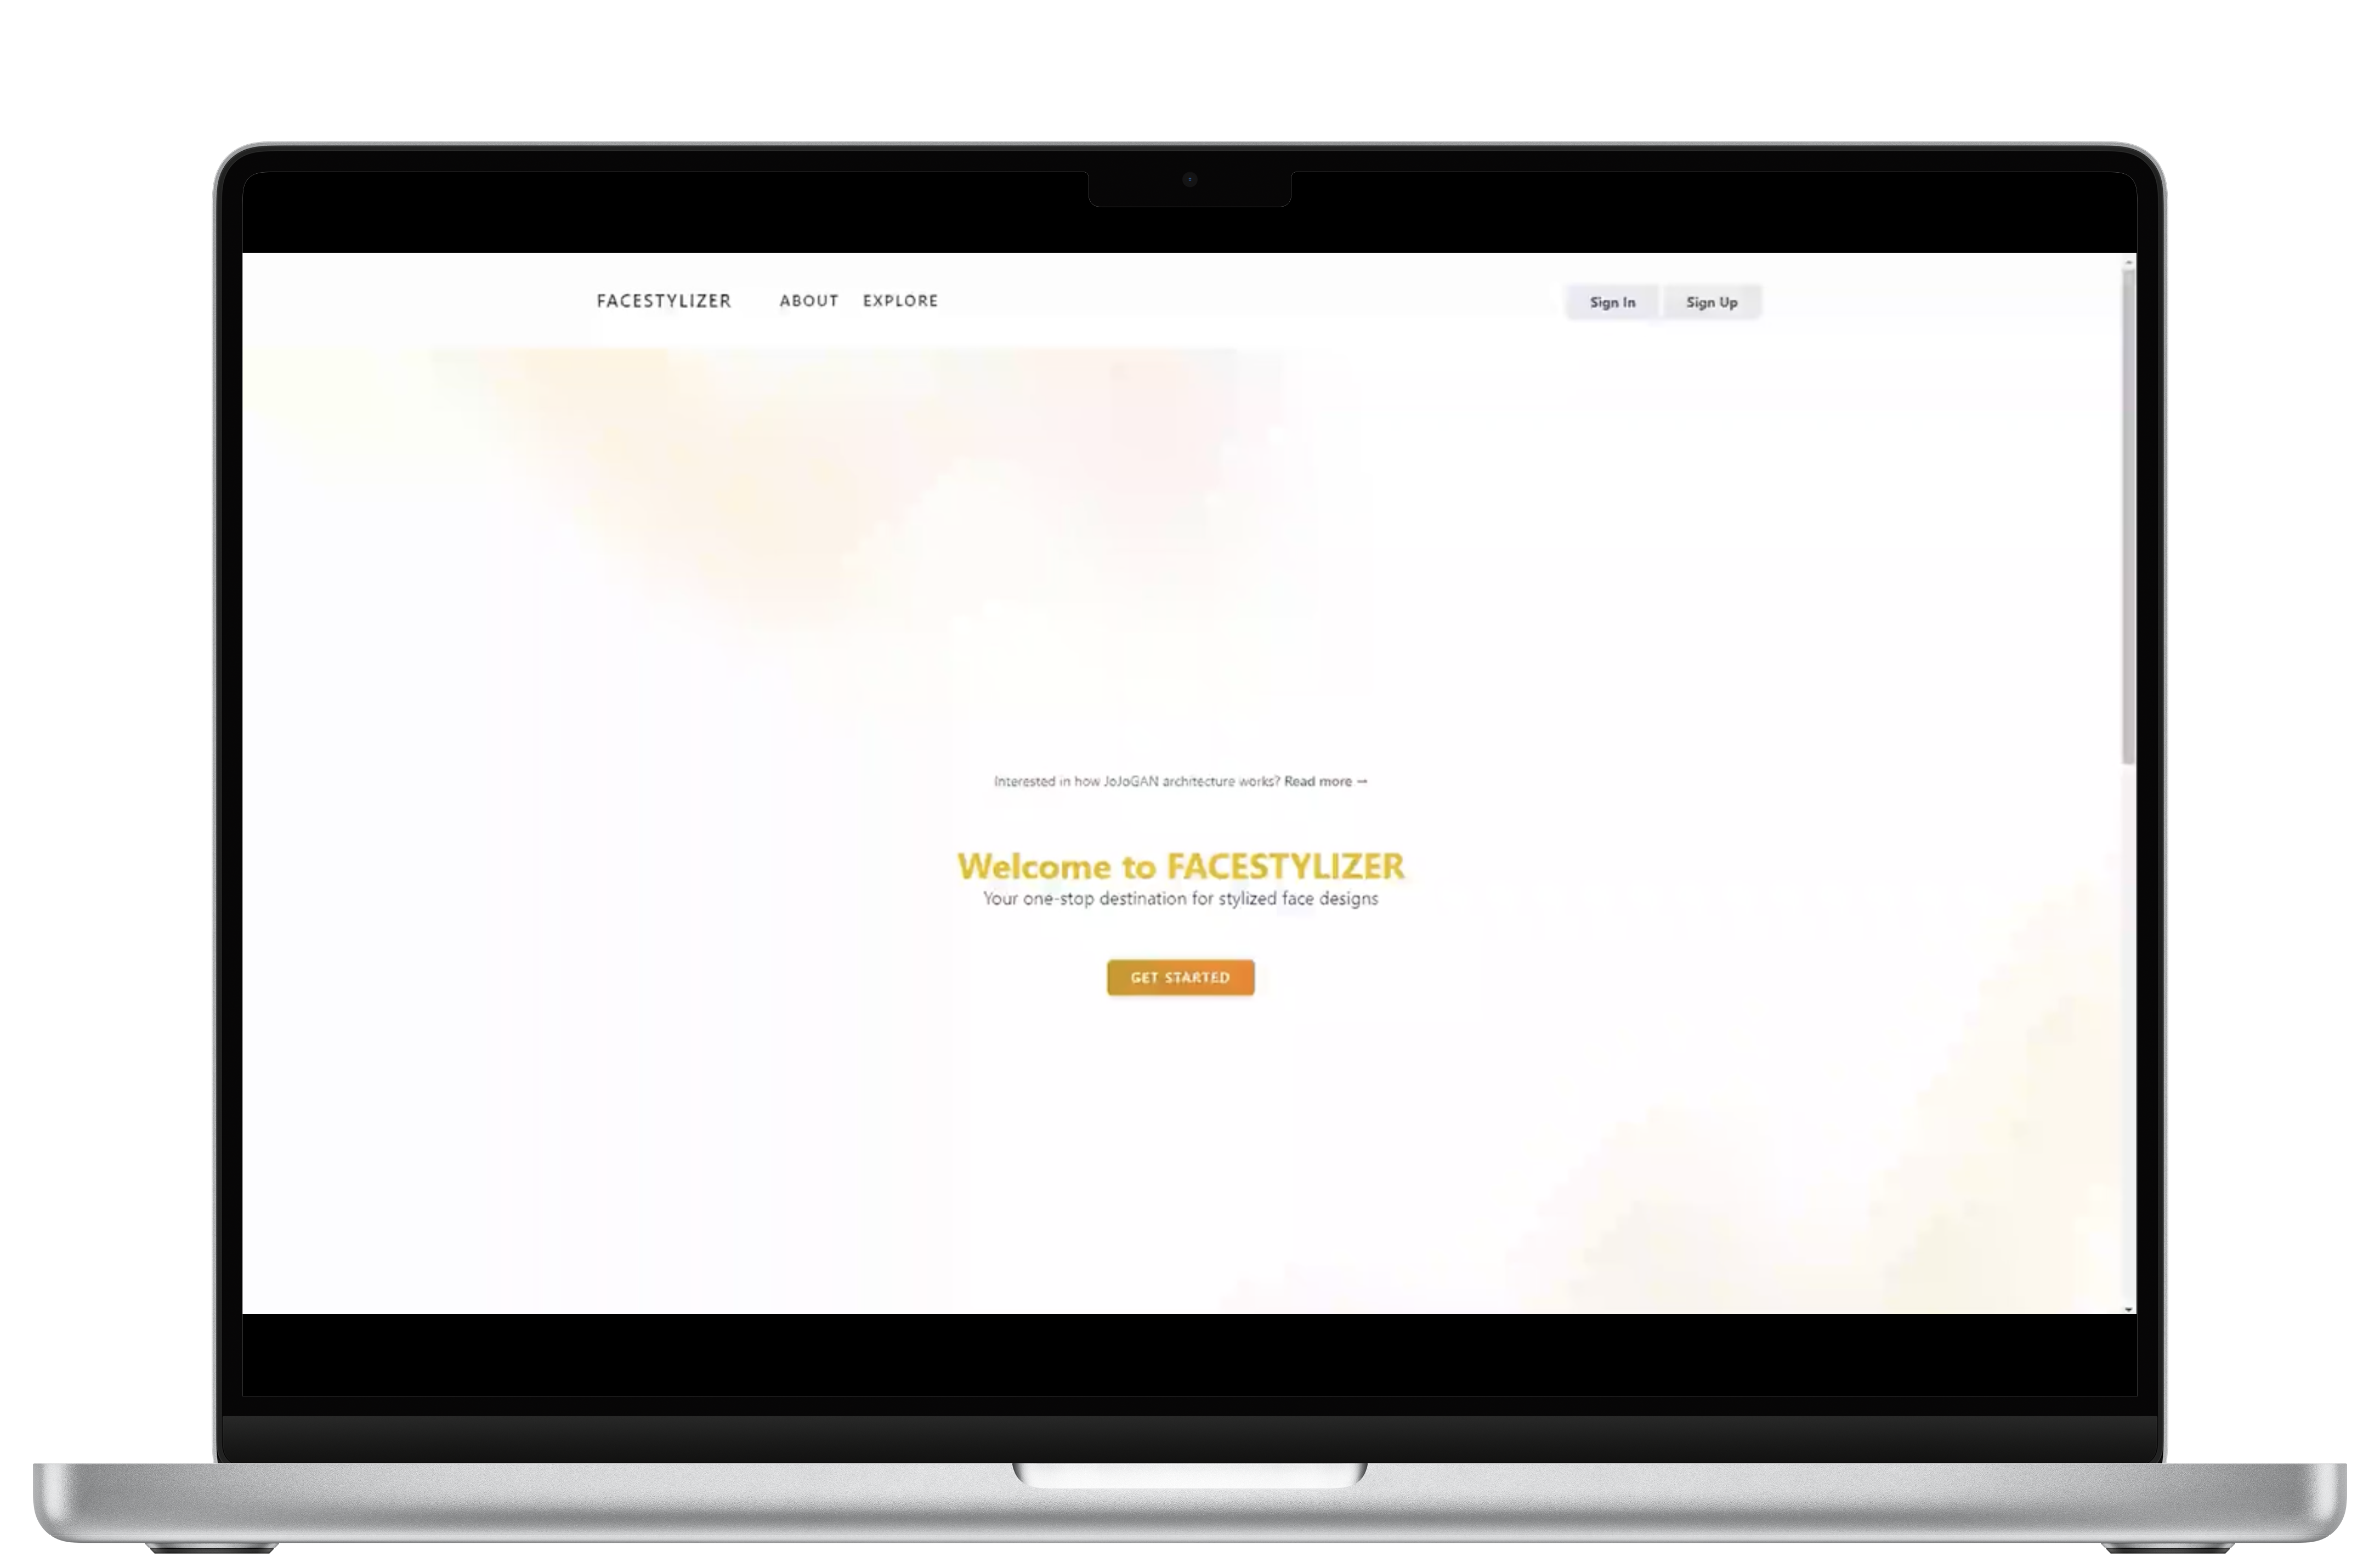 FACESTYLIZER ABOUT EXPLORE Sign In Sign Up
Interested in how JoJoGAN architecture works? Read more →
Welcome to FACESTYLIZER
Your one-stop destination for stylized face designs
GET STARTED